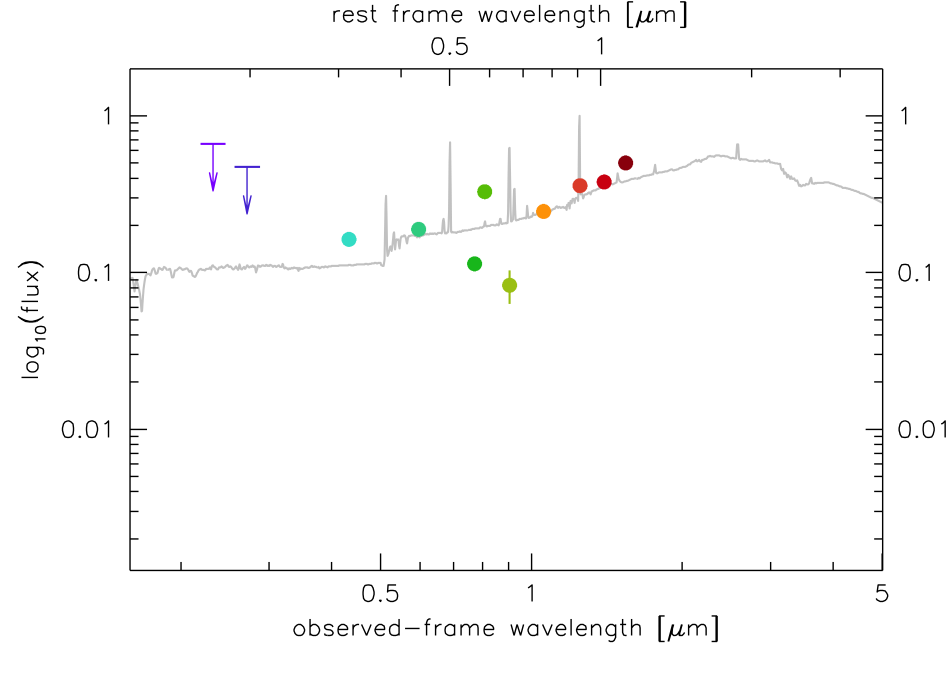 rest frame wavelength [μm]
0.5 1
1 1
0.1 0.1
0.01 0.01
log10(flux)
0.5 1 5
observed-frame wavelength [μm]